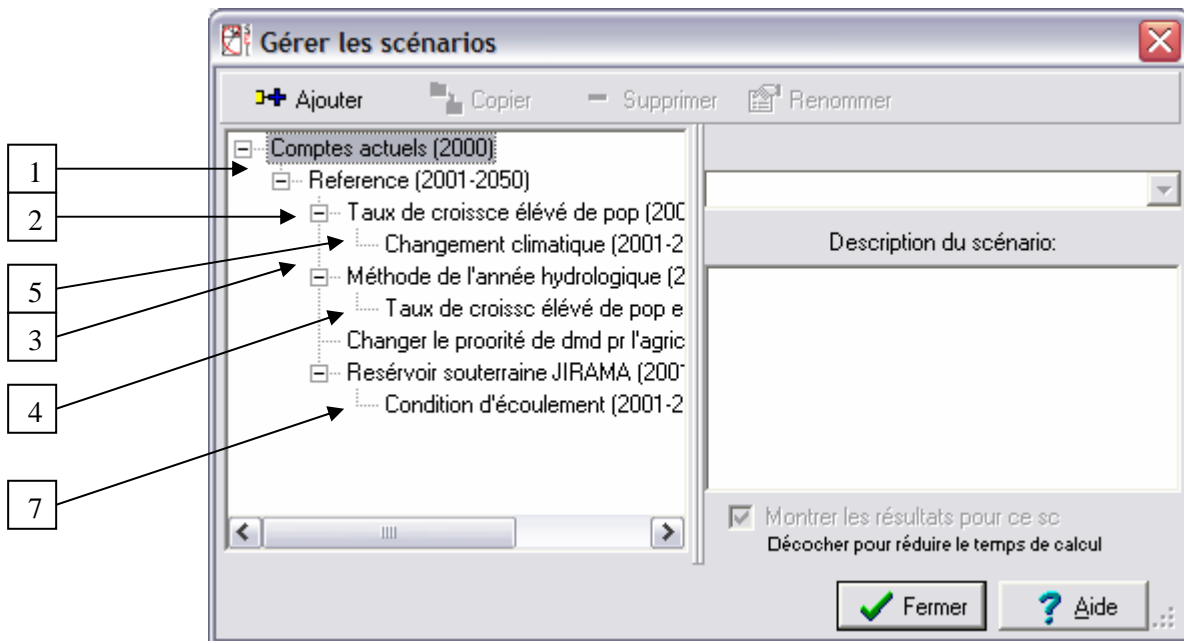 Gérer les scénarios
Ajouter Copier Supprimer Renommer
Comptes actuels (2000)
Reference (2001-2050)
Taux de croissce élévé de pop (200
Changement climatique (2001-2
Méthode de l'année hydrologique (2
Taux de croissc élévé de pop e
Changer le proorité de dmd pr l'agric
Resérvoir souterraine JIRAMA (2001
Condition d'écoulement (2001-2
Description du scénario:
Montrer les résultats pour ce sc
Décocher pour réduire le temps de calcul
Fermer Aide
1
2
5
3
4
7